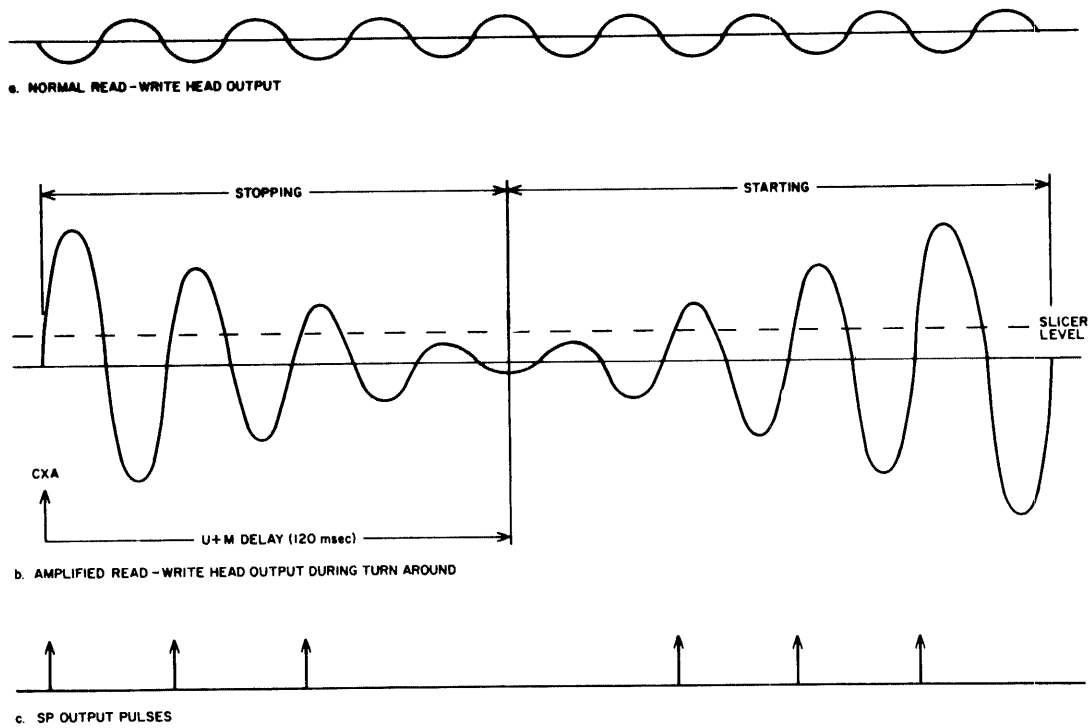 a. NORMAL READ-WRITE HEAD OUTPUT
STOPPING
STARTING
SLICER
LEVEL
CXA
U+M DELAY (120 msec)
b. AMPLIFIED READ-WRITE HEAD OUTPUT DURING TURN AROUND
c. SP OUTPUT PULSES